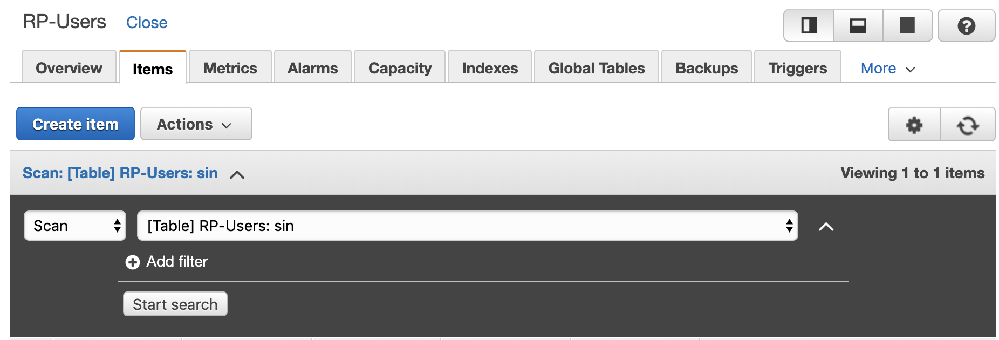 RP-Users Close
Overview Items Metrics Alarms Capacity Indexes Global Tables Backups Triggers More
Create item Actions
Scan: [Table] RP-Users: sin Viewing 1 to 1 items
Scan [Table] RP-Users: sin
Add filter
Start search